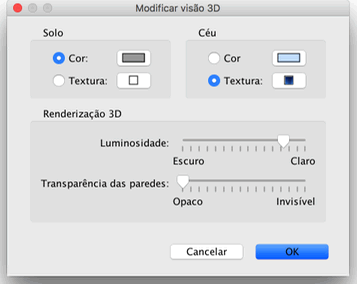 Modificar visão 3D
Solo
Céu
Cor:
Cor
Textura:
Textura:
Renderização 3D
Luminosidade:
Escuro Claro
Transparência das paredes:
Opaco Invisível
Cancelar OK